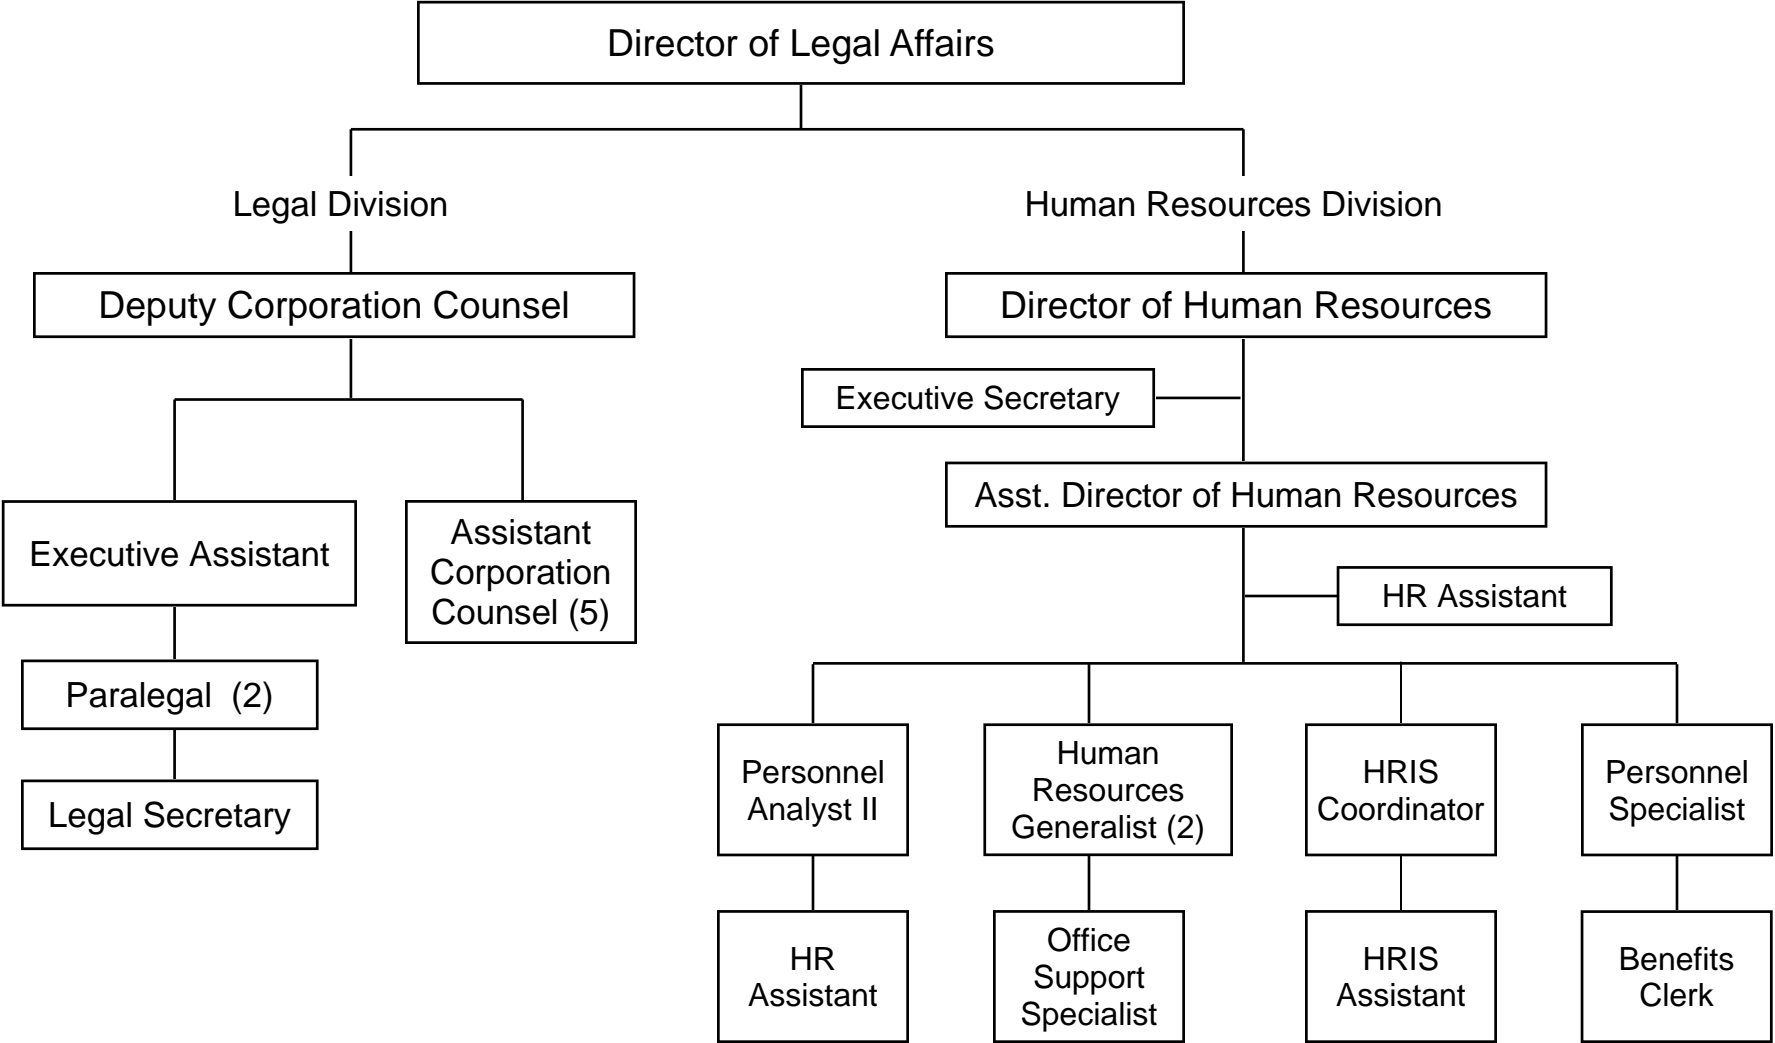 Director of Legal Affairs
Legal Division
Human Resources Division
Deputy Corporation Counsel
Director of Human Resources
Executive Secretary
Asst. Director of Human Resources
Executive Assistant
Assistant
Corporation
Counsel (5)
HR Assistant
Paralegal  (2)
Legal Secretary
Personnel
Analyst II
Human
Resources
Generalist (2)
HRIS
Coordinator
Personnel
Specialist
HR
Assistant
Office
Support
Specialist
HRIS
Assistant
Benefits
Clerk